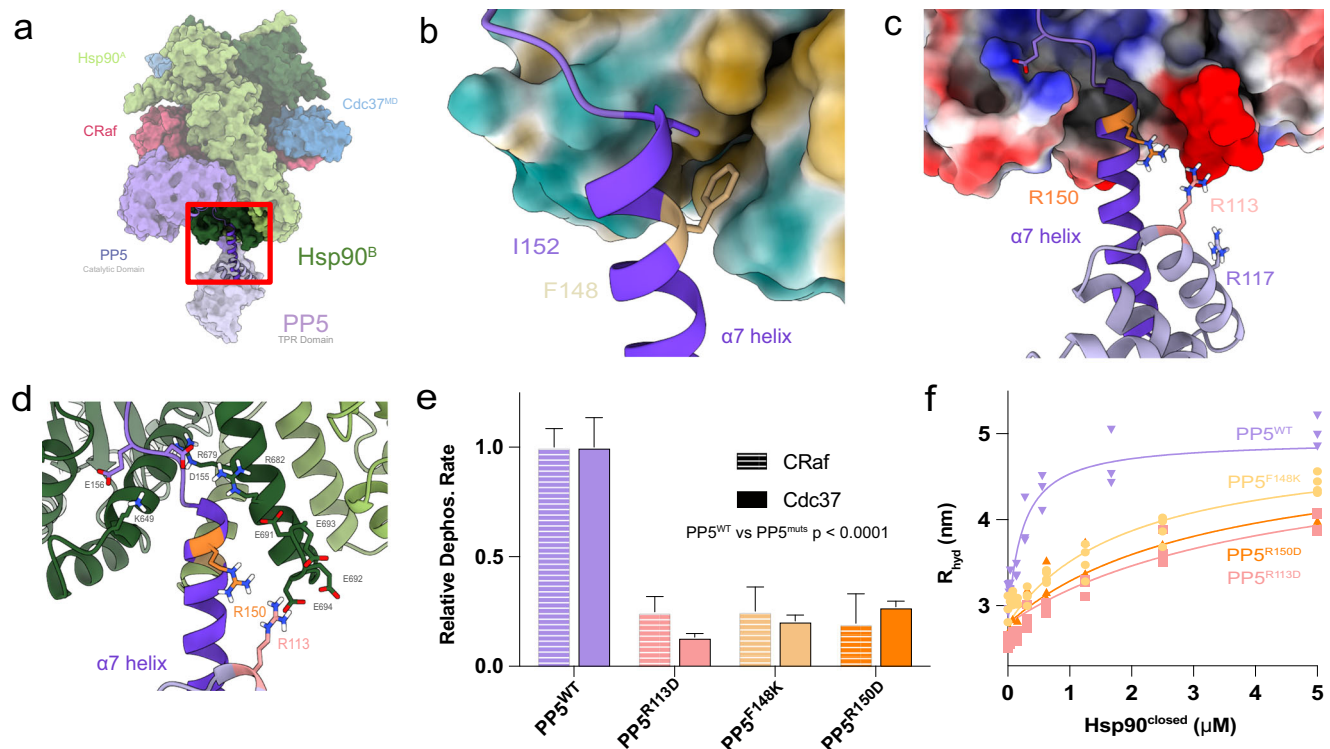 a
Hsp90ᴬ
Cdc37ᴹᴰ
CRaf
PP5
Catalytic Domain
Hsp90ᴮ
PP5
TPR Domain
b
I152
F148
α7 helix
c
R150
R113
α7 helix
R117
d
R679
R682
D155
E156
K649
E693
E691
E692
E694
R150
R113
α7 helix
e
Relative Dephos. Rate
1.0
0.5
0.0
CRaf
Cdc37
PP5ᵂᵀ vs PP5ᵐᵘᵗˢ p < 0.0001
PP5ᵂᵀ
PP5ᴿ¹¹³ᴰ
PP5ᶠ¹⁴⁸ᴷ
PP5ᴿ¹⁵⁰ᴰ
f
R_hyd (nm)
5
4
3
PP5ᵂᵀ
PP5ᶠ¹⁴⁸ᴷ
PP5ᴿ¹⁵⁰ᴰ
PP5ᴿ¹¹³ᴰ
0 1 2 3 4 5
Hsp90ᶜˡᵒˢᵉᵈ (µM)